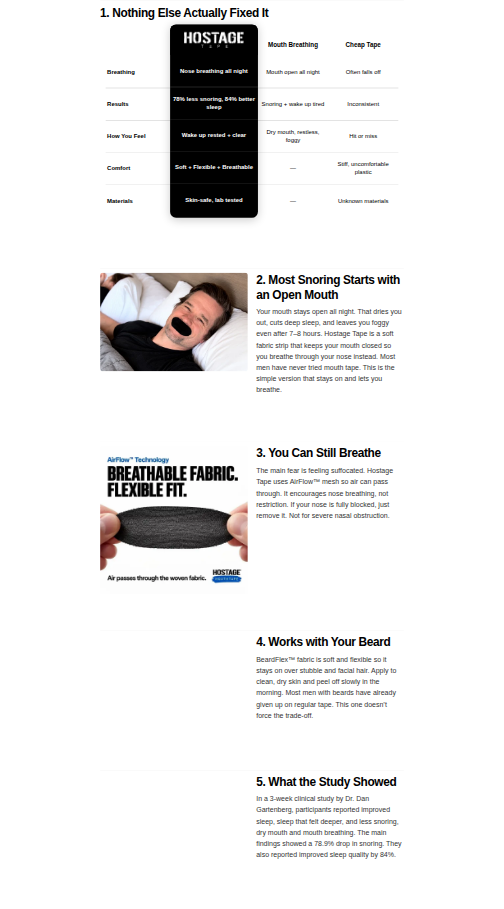 1. Nothing Else Actually Fixed It
HOSTAGE
TAPE
Mouth Breathing
Cheap Tape
Breathing
Nose breathing all night
Mouth open all night
Often falls off
Results
78% less snoring, 84% better
sleep
Snoring + wake up tired
Inconsistent
How You Feel
Wake up rested + clear
Dry mouth, restless,
foggy
Hit or miss
Comfort
Soft + Flexible + Breathable
—
Stiff, uncomfortable
plastic
Materials
Skin-safe, lab tested
—
Unknown materials
2. Most Snoring Starts with
an Open Mouth
Your mouth stays open all night. That dries you
out, cuts deep sleep, and leaves you foggy
even after 7–8 hours. Hostage Tape is a soft
fabric strip that keeps your mouth closed so
you breathe through your nose instead. Most
men have never tried mouth tape. This is the
simple version that stays on and lets you
breathe.
AirFlow™ Technology
BREATHABLE FABRIC.
FLEXIBLE FIT.
Air passes through the woven fabric.
HOSTAGE
3. You Can Still Breathe
The main fear is feeling suffocated. Hostage
Tape uses AirFlow™ mesh so air can pass
through. It encourages nose breathing, not
restriction. If your nose is fully blocked, just
remove it. Not for severe nasal obstruction.
4. Works with Your Beard
BeardFlex™ fabric is soft and flexible so it
stays on over stubble and facial hair. Apply to
clean, dry skin and peel off slowly in the
morning. Most men with beards have already
given up on regular tape. This one doesn't
force the trade-off.
5. What the Study Showed
In a 3-week clinical study by Dr. Dan
Gartenberg, participants reported improved
sleep, sleep that felt deeper, and less snoring,
dry mouth and mouth breathing. The main
findings showed a 78.9% drop in snoring. They
also reported improved sleep quality by 84%.